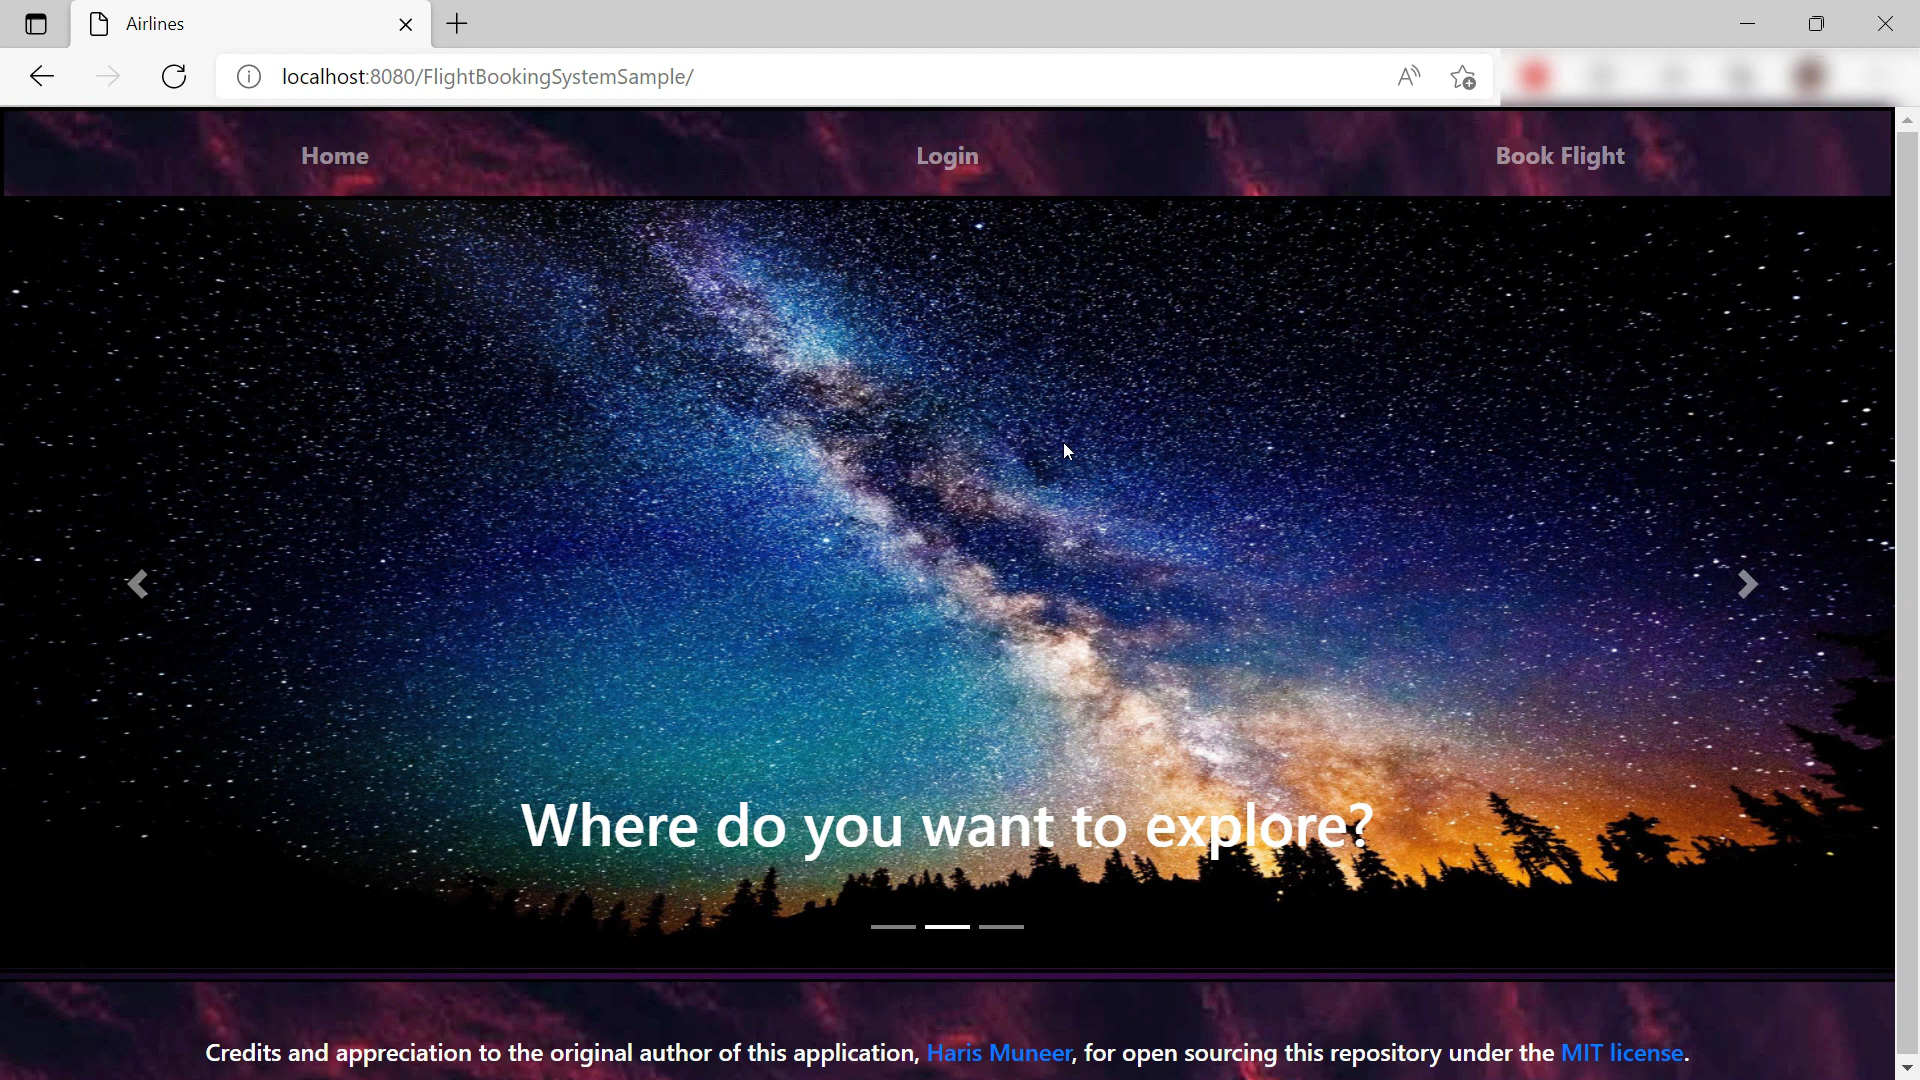 Airlines
localhost:8080/FlightBookingSystemSample/
Home Login Book Flight
Where do you want to explore?
Credits and appreciation to the original author of this application, Haris Muneer, for open sourcing this repository under the MIT license.